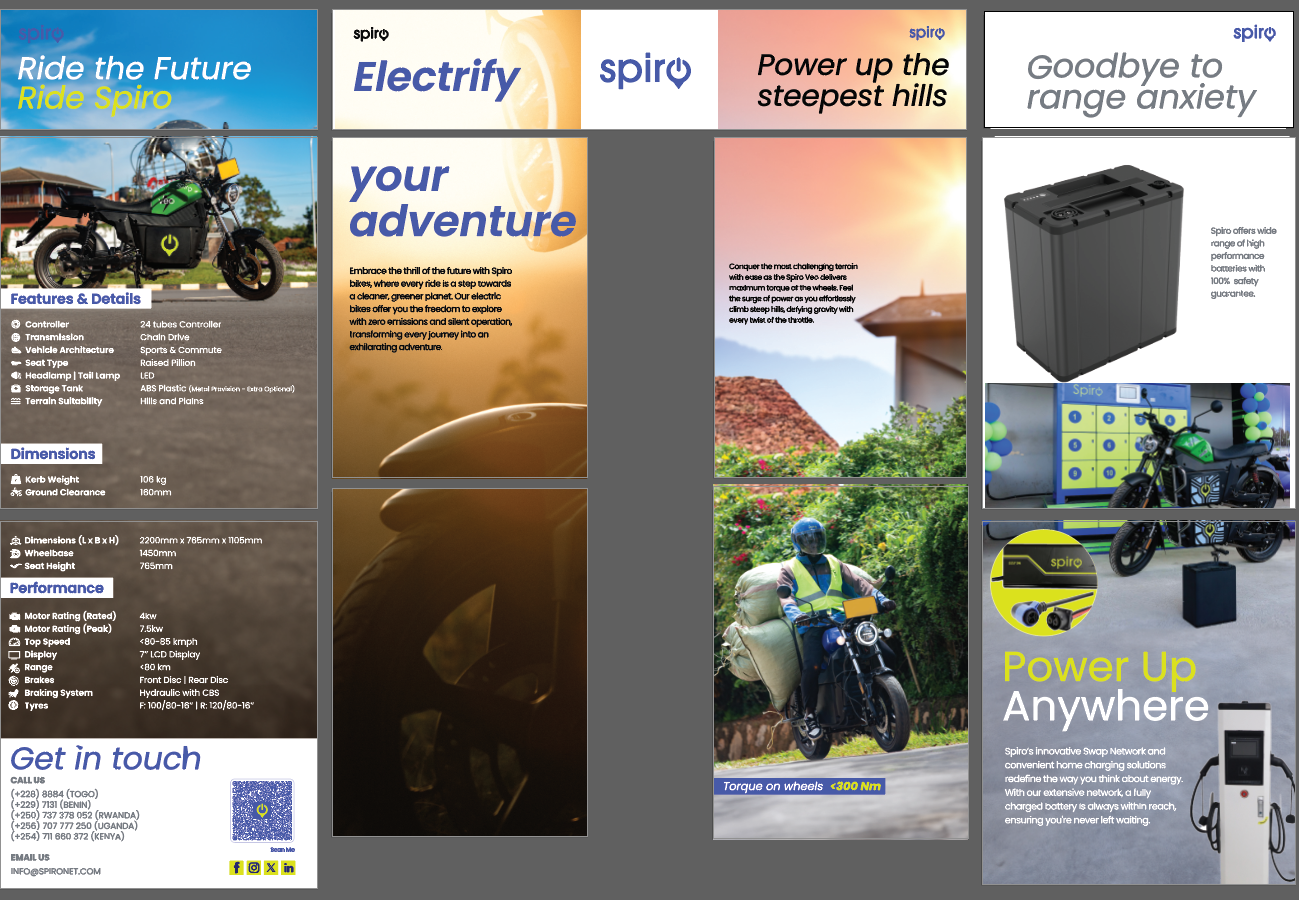 spiro
Ride the Future
Ride Spiro
Veo
Features & Details
Controller 24 tubes Controller
Transmission Chain Drive
Vehicle Architecture Sports & Commute
Seat Type Raised Pillion
Headlamp | Tail Lamp LED
Storage Tank ABS Plastic (Metal Provision - Extra Optional)
Terrain Suitability Hills and Plains
Dimensions
Kerb Weight 106 kg
Ground Clearance 160mm
Dimensions (L x B x H) 2200mm x 765mm x 1105mm
Wheelbase 1450mm
Seat Height 765mm
Performance
Motor Rating (Rated) 4kw
Motor Rating (Peak) 7.5kw
Top Speed <80-85 kmph
Display 7" LCD Display
Range <80 km
Brakes Front Disc | Rear Disc
Braking System Hydraulic with CBS
Tyres F: 100/80-16" | R: 120/80-16"
Get in touch
CALL US
(+228) 8884 (TOGO)
(+229) 7131 (BENIN)
(+250) 737 378 052 (RWANDA)
(+256) 707 777 250 (UGANDA)
(+254) 711 660 372 (KENYA)
Scan Me
EMAIL US
INFO@SPIRONET.COM
spiro
Electrify
your
adventure
Embrace the thrill of the future with Spiro
bikes, where every ride is a step towards
a cleaner, greener planet. Our electric
bikes offer you the freedom to explore
with zero emissions and silent operation,
transforming every journey into an
exhilarating adventure.
spiro
spiro
Power up the
steepest hills
Conquer the most challenging terrain
with ease as the Spiro Veo delivers
maximum torque at the wheels. Feel
the surge of power as you effortlessly
climb steep hills, defying gravity with
every twist of the throttle.
Torque on wheels <300 Nm
spiro
Goodbye to
range anxiety
Spiro offers wide
range of high
performance
batteries with
100% safety
guarantee.
Spiro
1 2 3 4
5 6 7
9 10
spiro
Power Up
Anywhere
Spiro's innovative Swap Network and
convenient home charging solutions
redefine the way you think about energy.
With our extensive network, a fully
charged battery is always within reach,
ensuring you're never left waiting.